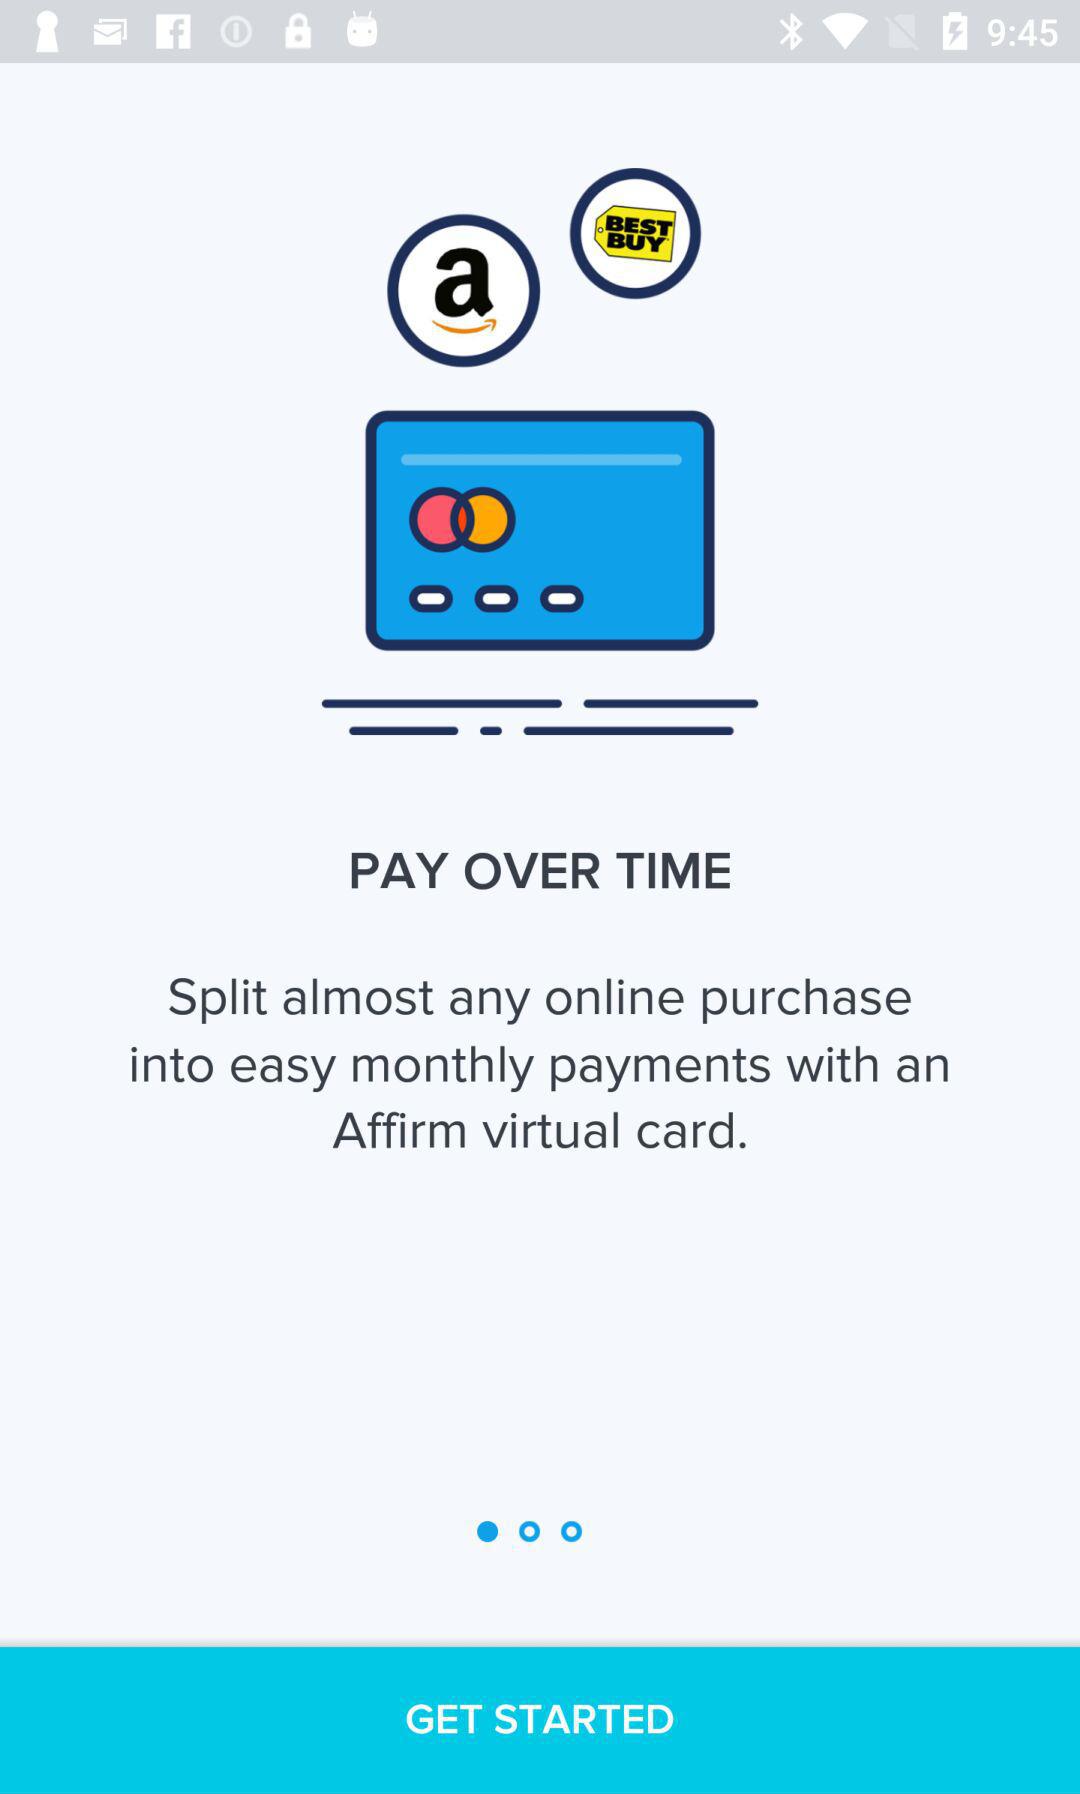 9:45
BEST
BUY
a
PAY OVER TIME
Split almost any online purchase
into easy monthly payments with an
Affirm virtual card.
GET STARTED